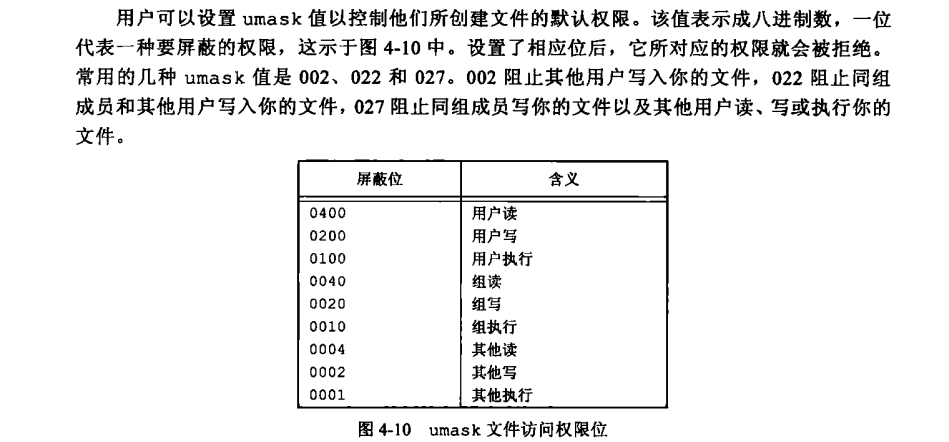 用户可以设置 umask 值以控制他们所创建文件的默认权限。该值表示成八进制数，一位
代表一种要屏蔽的权限，这示于图 4-10 中。设置了相应位后，它所对应的权限就会被拒绝。
常用的几种 umask 值是 002、022 和 027。002 阻止其他用户写入你的文件，022 阻止同组
成员和其他用户写入你的文件，027 阻止同组成员写你的文件以及其他用户读、写或执行你的
文件。
屏蔽位 含义
0400 用户读
0200 用户写
0100 用户执行
0040 组读
0020 组写
0010 组执行
0004 其他读
0002 其他写
0001 其他执行
图 4-10 umask 文件访问权限位